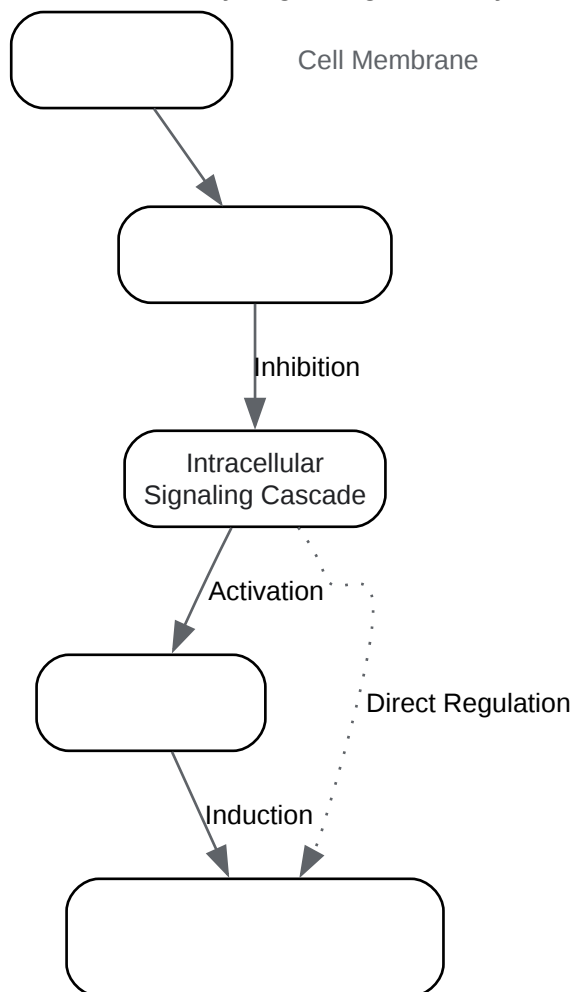 Cell Membrane
Inhibition
Intracellular
Signaling Cascade
Activation
Direct Regulation
Induction